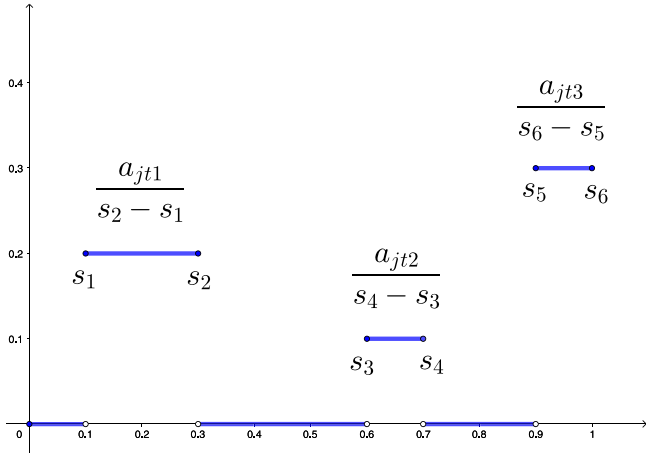 0.4
a_{jt3}
s_6 − s_5
0.3
s_5
s_6
a_{jt1}
s_2 − s_1
0.2
s_1
s_2
a_{jt2}
s_4 − s_3
0.1
s_3
s_4
0 0.1 0.2 0.3 0.4 0.5 0.6 0.7 0.8 0.9 1